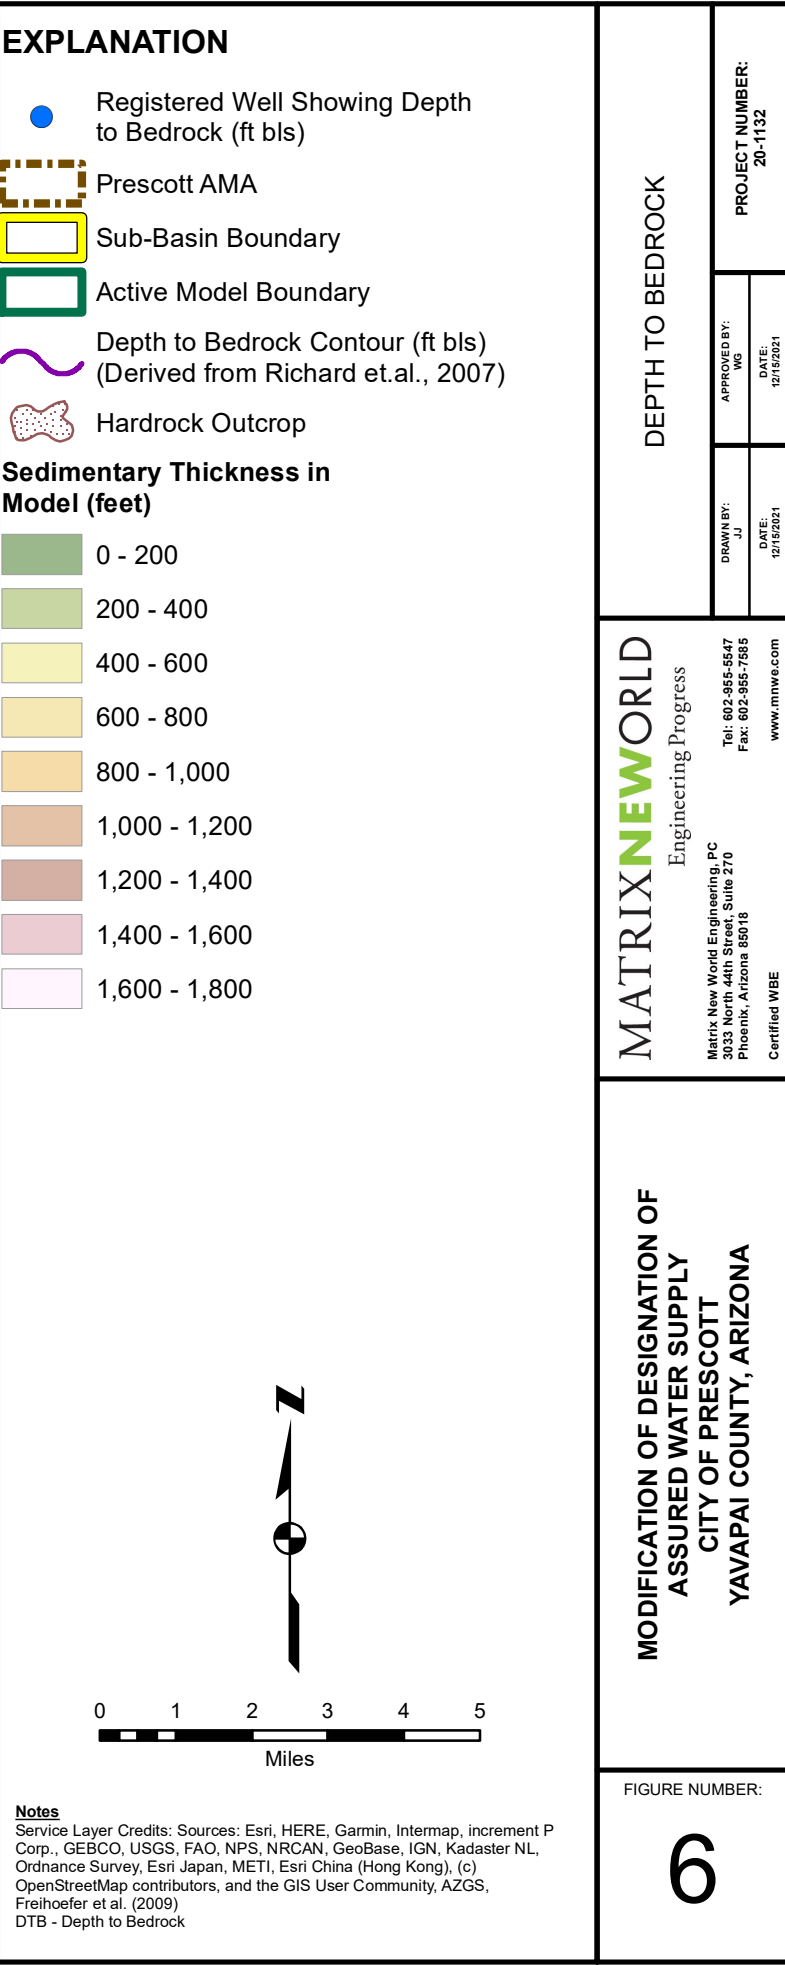 EXPLANATION
Registered Well Showing Depth
to Bedrock (ft bls)
Prescott AMA
Sub-Basin Boundary
Active Model Boundary
Depth to Bedrock Contour (ft bls)
(Derived from Richard et.al., 2007)
Hardrock Outcrop
Sedimentary Thickness in
Model (feet)
0 - 200
200 - 400
400 - 600
600 - 800
800 - 1,000
1,000 - 1,200
1,200 - 1,400
1,400 - 1,600
1,600 - 1,800
N
0 1 2 3 4 5
Miles
Notes
Service Layer Credits: Sources: Esri, HERE, Garmin, Intermap, increment P
Corp., GEBCO, USGS, FAO, NPS, NRCAN, GeoBase, IGN, Kadaster NL,
Ordnance Survey, Esri Japan, METI, Esri China (Hong Kong), (c)
OpenStreetMap contributors, and the GIS User Community, AZGS,
Freihoefer et al. (2009)
DTB - Depth to Bedrock
DEPTH TO BEDROCK
PROJECT NUMBER:
20-1132
APPROVED BY:
WG
DATE:
12/15/2021
DRAWN BY:
JJ
DATE:
12/15/2021
MATRIXNEWORLD
Engineering Progress
Tel: 602-955-5547
Fax: 602-955-7585
www.mnwe.com
Matrix New World Engineering, PC
3033 North 44th Street, Suite 270
Phoenix, Arizona 85018
Certified WBE
MODIFICATION OF DESIGNATION OF
ASSURED WATER SUPPLY
CITY OF PRESCOTT
YAVAPAI COUNTY, ARIZONA
FIGURE NUMBER:
6